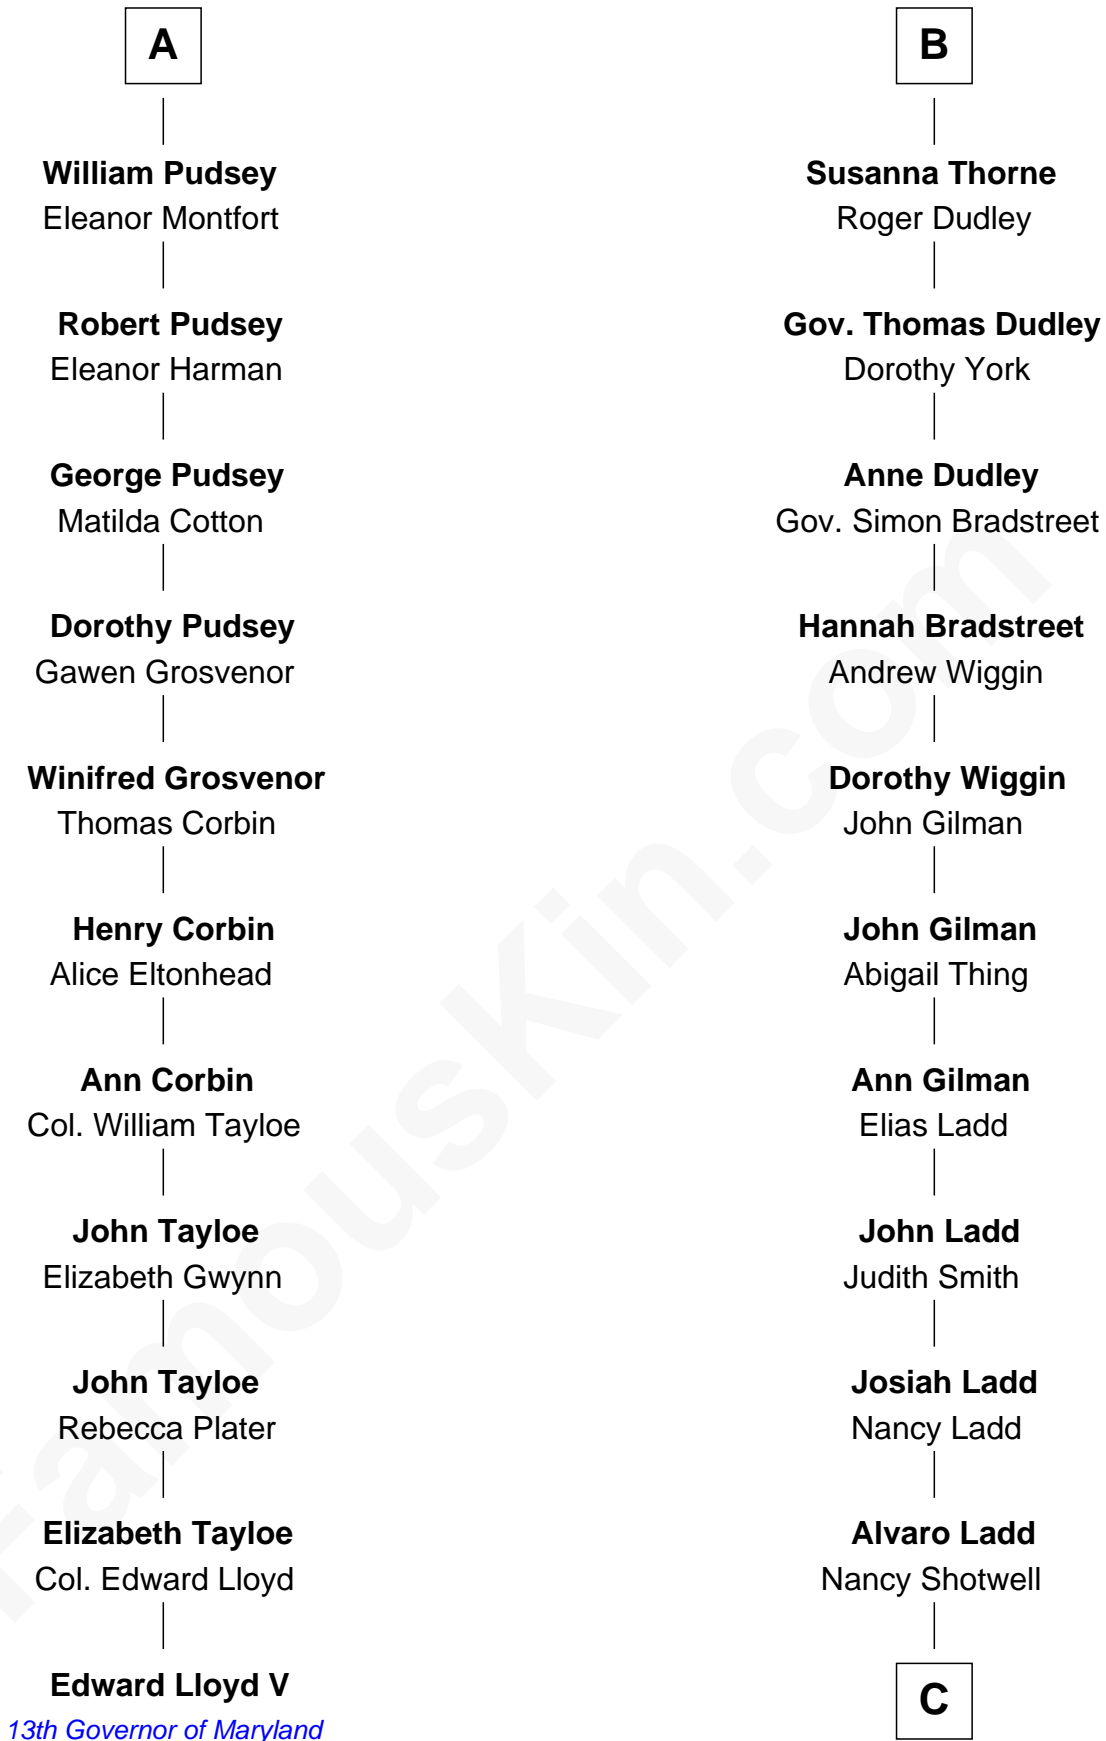 A
William Pudsey
Eleanor Montfort
Robert Pudsey
Eleanor Harman
George Pudsey
Matilda Cotton
Dorothy Pudsey
Gawen Grosvenor
Winifred Grosvenor
Thomas Corbin
Henry Corbin
Alice Eltonhead
Ann Corbin
Col. William Tayloe
John Tayloe
Elizabeth Gwynn
John Tayloe
Rebecca Plater
Elizabeth Tayloe
Col. Edward Lloyd
Edward Lloyd V
13th Governor of Maryland
B
Susanna Thorne
Roger Dudley
Gov. Thomas Dudley
Dorothy York
Anne Dudley
Gov. Simon Bradstreet
Hannah Bradstreet
Andrew Wiggin
Dorothy Wiggin
John Gilman
John Gilman
Abigail Thing
Ann Gilman
Elias Ladd
John Ladd
Judith Smith
Josiah Ladd
Nancy Ladd
Alvaro Ladd
Nancy Shotwell
C
FamousKin.com